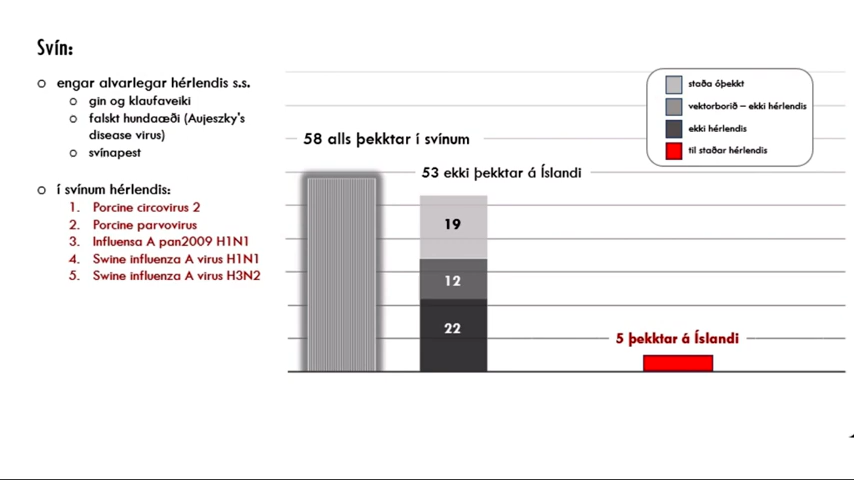 Svín:
engar alvarlegar hérlendis s.s.
gin og klaufaveiki
falskt hundaæði (Aujeszky's
disease virus)
svínapest
í svínum hérlendis:
1. Porcine circovirus 2
2. Porcine parvovirus
3. Influensa A pan2009 H1N1
4. Swine influenza A virus H1N1
5. Swine influenza A virus H3N2
58 alls þekktar í svínum
53 ekki þekktar á Íslandi
19
12
22
5 þekktar á Íslandi
staða óþekkt
vektorborið – ekki hérlendis
ekki hérlendis
til staðar hérlendis